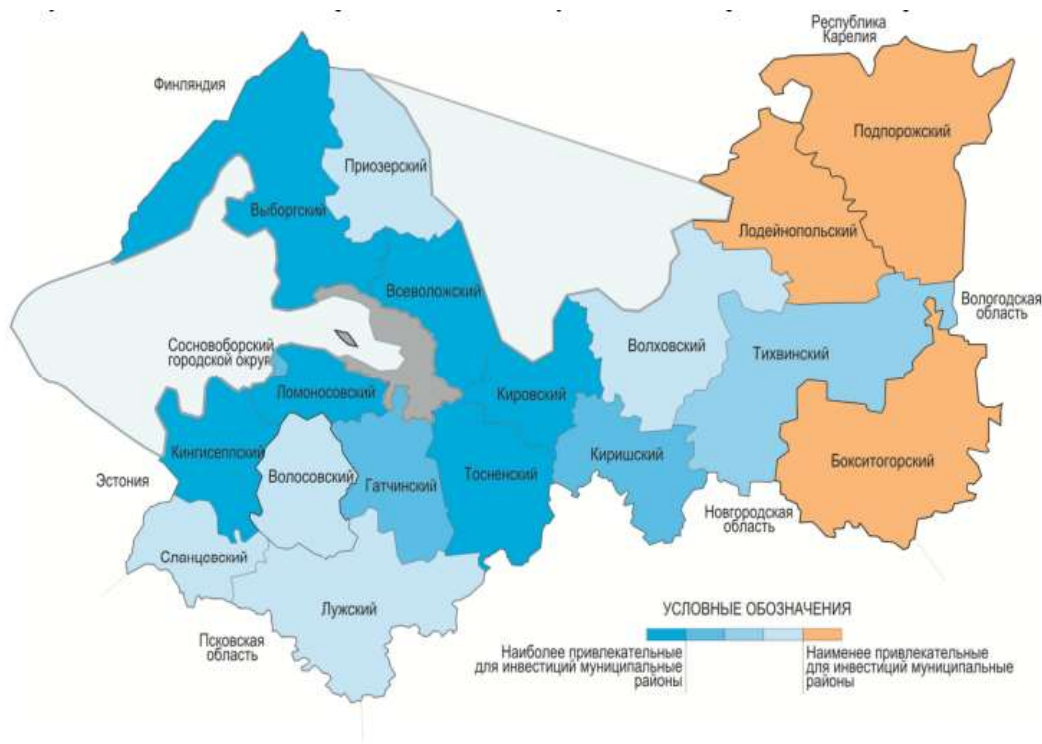 Республика
Карелия
Финляндия
Подпорожский
Приозерский
Выборгский
Лодейнопольский
Всеволожский
Вологодская
область
Сосновоборский
городской округ
Волховский
Тихвинский
Ломоносовский
Кировский
Кингисеппский
Волосовский
Гатчинский
Тосненский
Киришский
Бокситогорский
Эстония
Новгородская
область
Сланцовский
Лужский
Псковская
область
УСЛОВНЫЕ ОБОЗНАЧЕНИЯ
Наиболее привлекательные
для инвестиций муниципальные
районы
Наименее привлекательные
для инвестиций муниципальные
районы